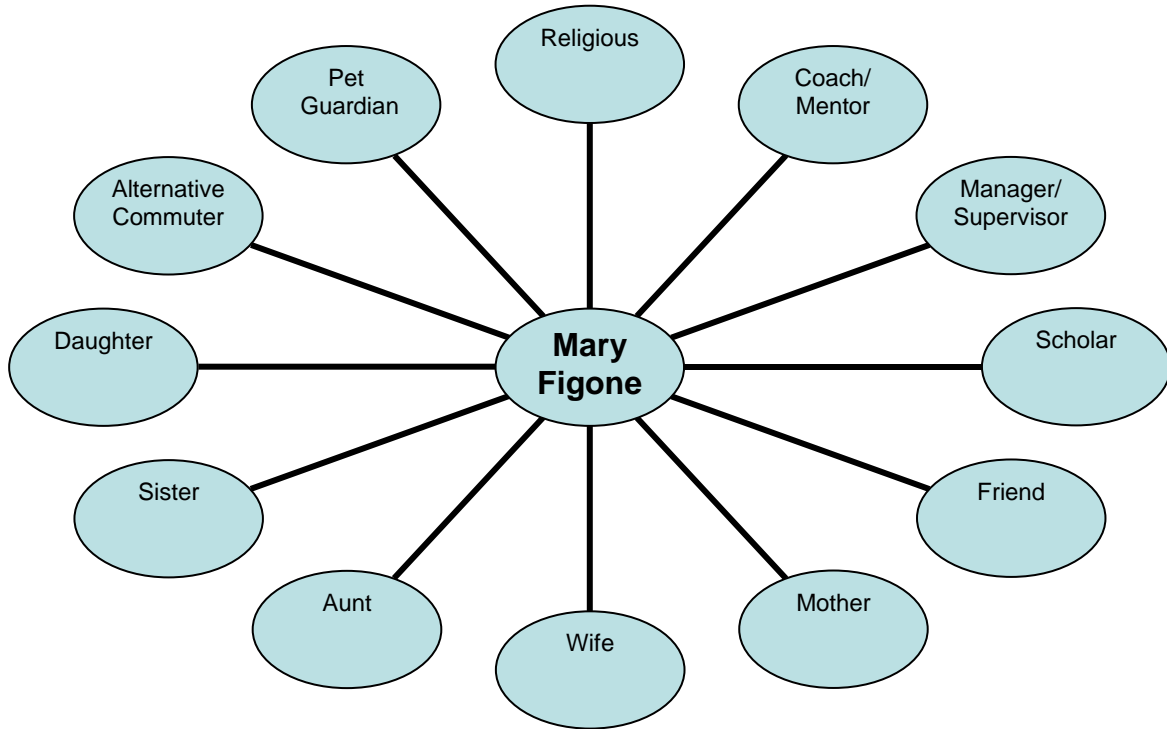 Religious
Pet
Guardian
Coach/
Mentor
Alternative
Commuter
Manager/
Supervisor
Daughter
Mary
Figone
Scholar
Sister
Friend
Aunt
Mother
Wife